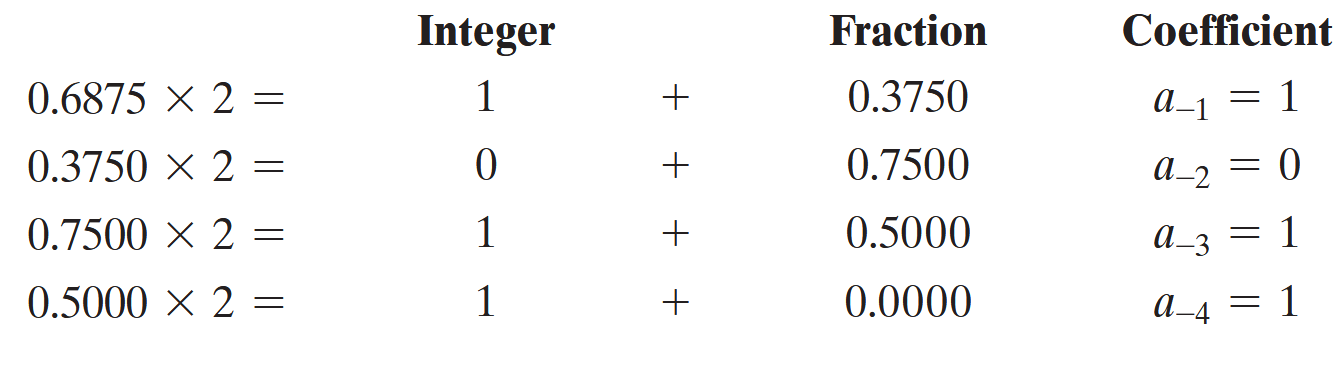 Integer Fraction Coefficient
0.6875 × 2 = 1 + 0.3750 a₋₁ = 1
0.3750 × 2 = 0 + 0.7500 a₋₂ = 0
0.7500 × 2 = 1 + 0.5000 a₋₃ = 1
0.5000 × 2 = 1 + 0.0000 a₋₄ = 1